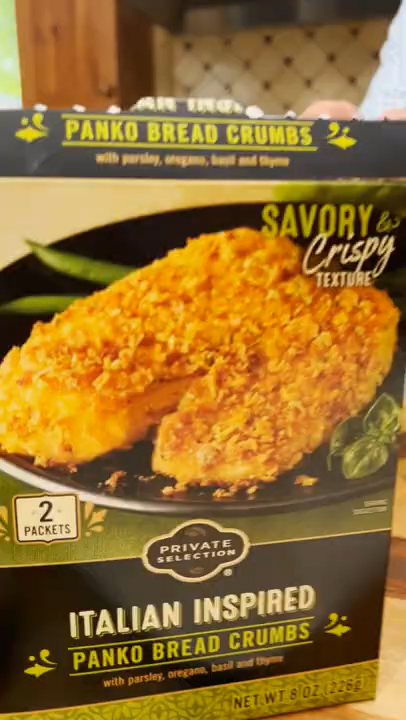 PANKO BREAD CRUMBS
with parsley, oregano, basil and thyme
SAVORY &
Crispy
TEXTURE
2
PACKETS
PRIVATE
SELECTION
®
ITALIAN INSPIRED
PANKO BREAD CRUMBS
with parsley, oregano, basil and thyme
NET WT 8 OZ (226g)